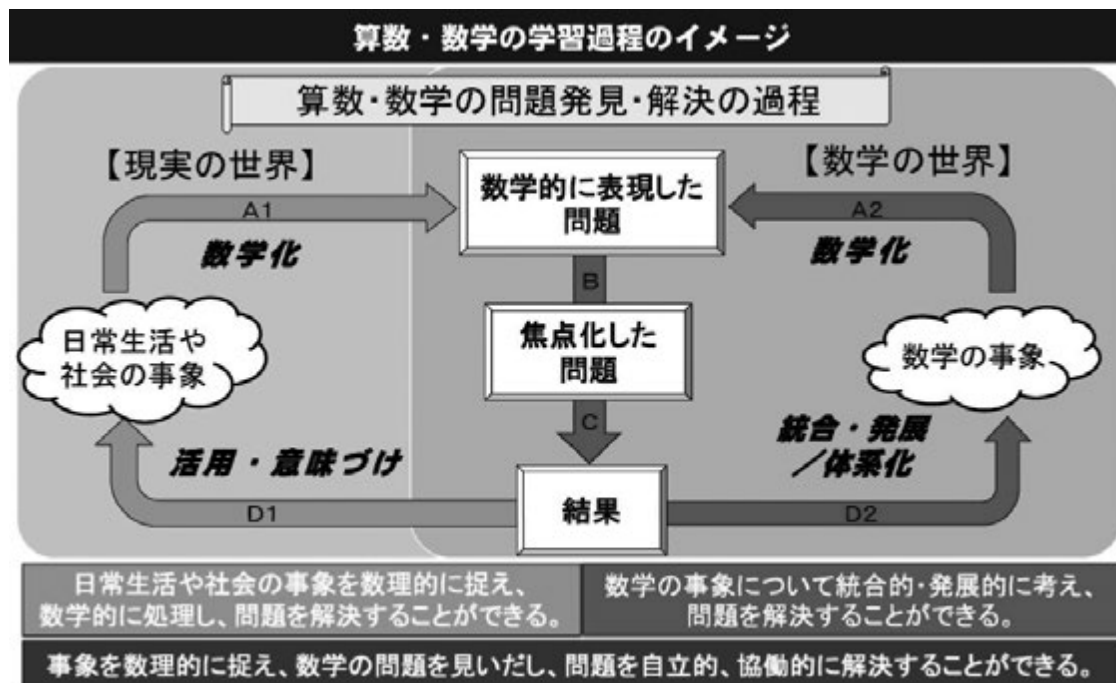 算数・数学の学習過程のイメージ
算数・数学の問題発見・解決の過程
【現実の世界】
【数学の世界】
数学的に表現した
問題
A1
数学化
A2
数学化
B
日常生活や
社会の事象
焦点化した
問題
数学の事象
C
活用・意味づけ
統合・発展
／体系化
D1
結果
D2
日常生活や社会の事象を数理的に捉え、
数学的に処理し、問題を解決することができる。
数学の事象について統合的・発展的に考え、
問題を解決することができる。
事象を数理的に捉え、数学の問題を見いだし、問題を自立的、協働的に解決することができる。